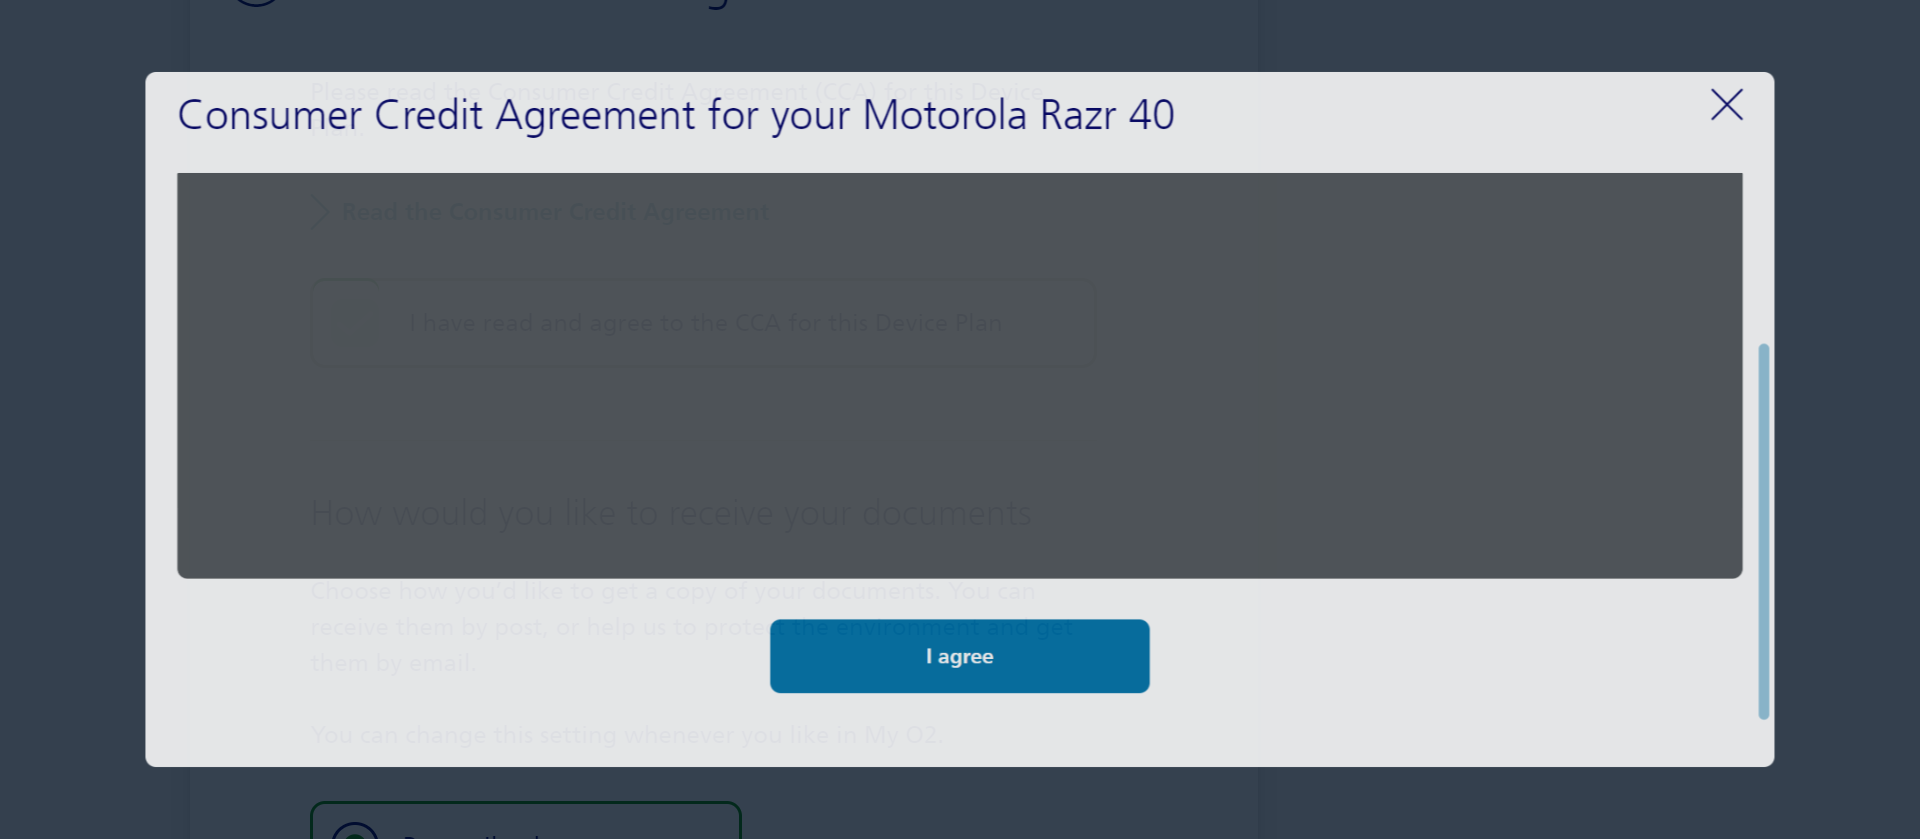 Please read the Consumer Credit Agreement (CCA) for this Device
Consumer Credit Agreement for your Motorola Razr 40
Read the Consumer Credit Agreement
I have read and agree to the CCA for this Device Plan
How would you like to receive your documents
Choose how you'd like to get a copy of your documents. You can
receive them by post, or help us to protect the environment and get
them by email.
I agree
You can change this setting whenever you like in My O2.